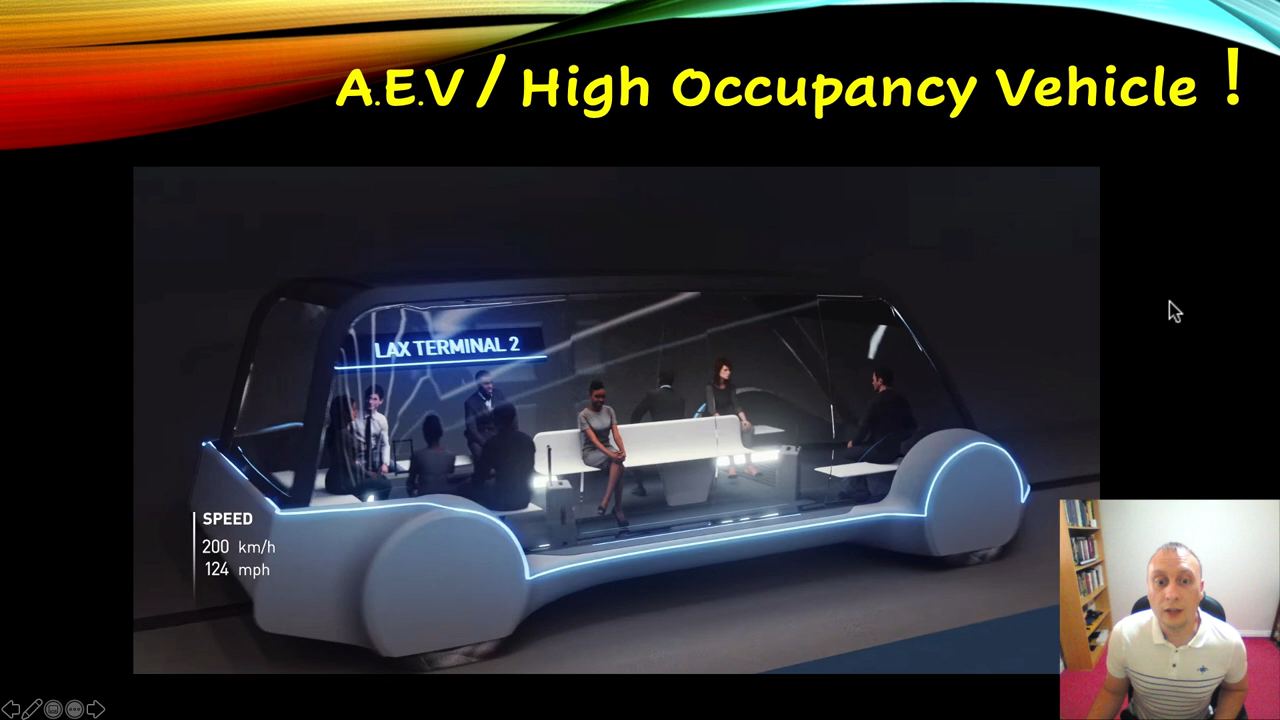 A.E.V / High Occupancy Vehicle !
LAX TERMINAL 2
SPEED
200 km/h
124 mph